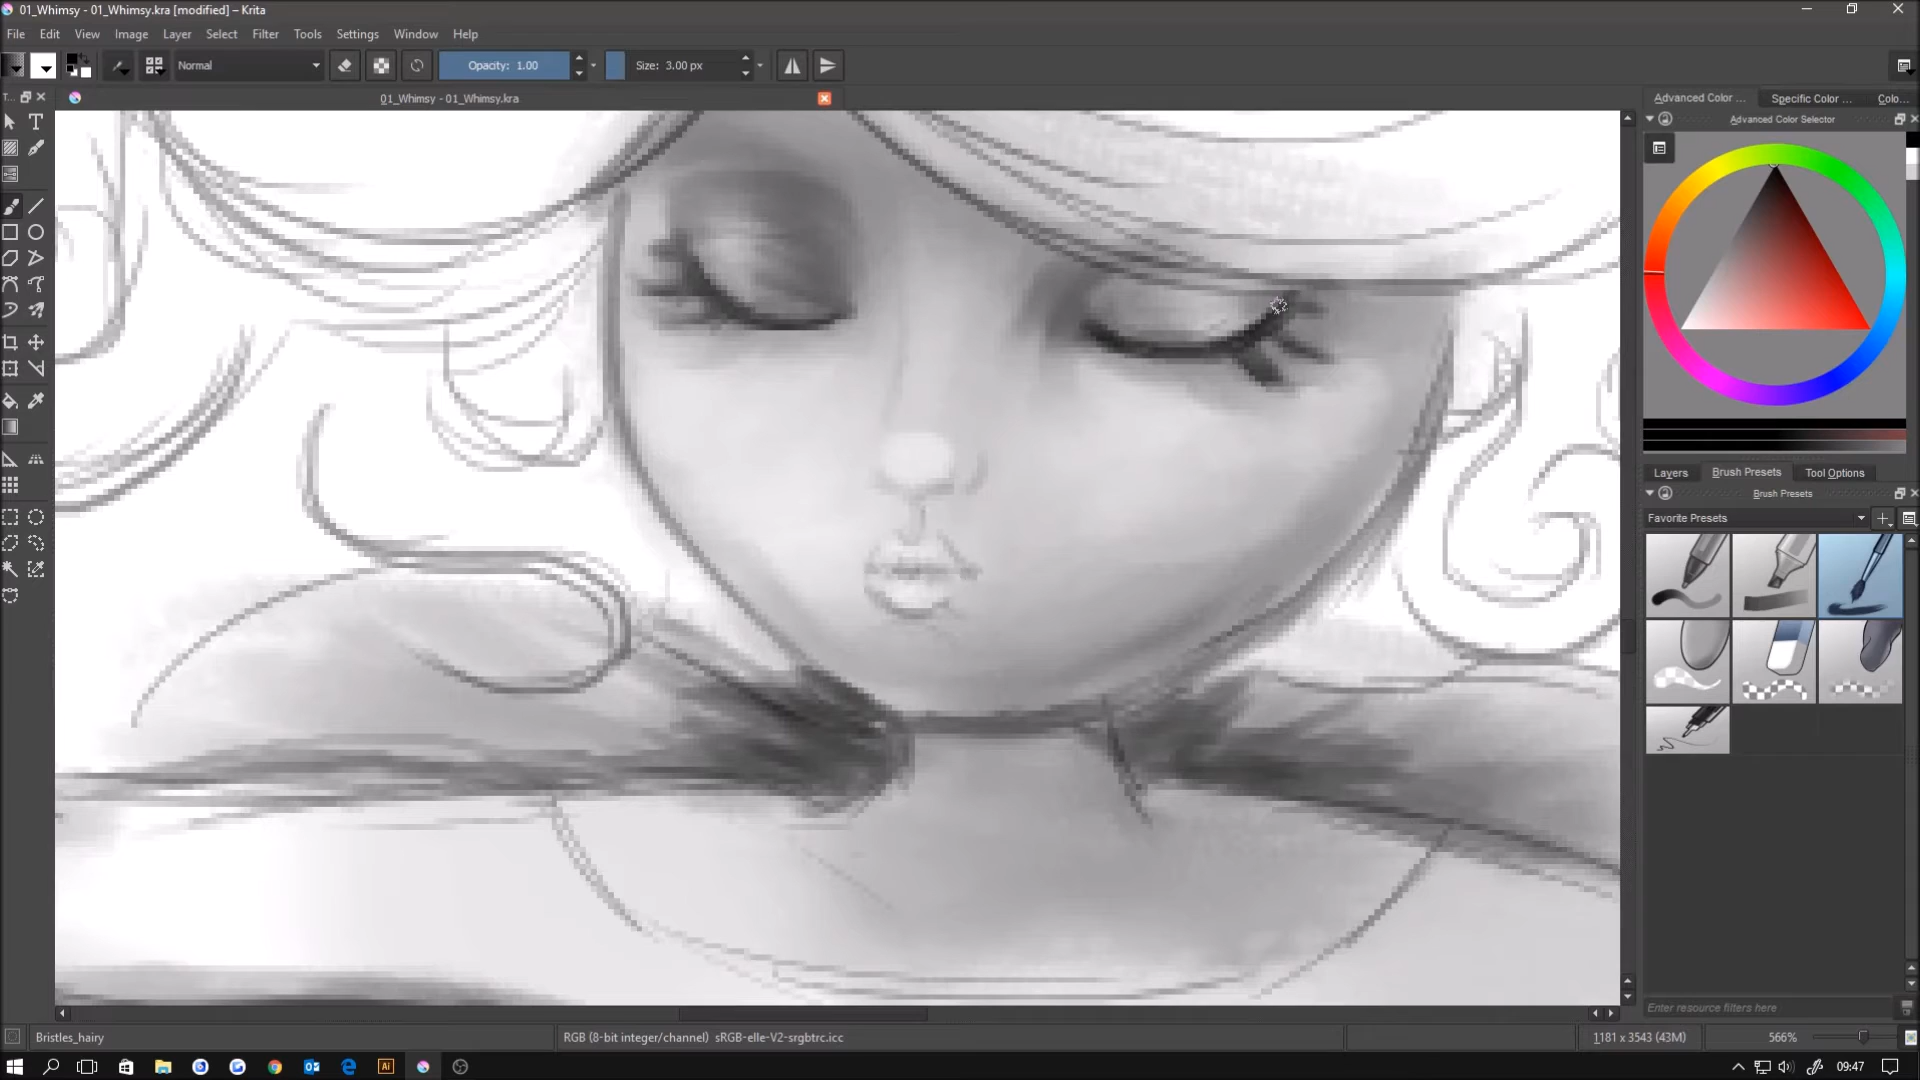 01_Whimsy - 01_Whimsy.kra [modified] – Krita
File Edit View Image Layer Select Filter Tools Settings Window Help
Normal Opacity: 1.00 Size: 3.00 px
T... 01_Whimsy - 01_Whimsy.kra Advanced Color ... Specific Color ... Colo...
Advanced Color Selector
Layers Brush Presets Tool Options
Brush Presets
Favorite Presets
Enter resource filters here
Bristles_hairy RGB (8-bit integer/channel) sRGB-elle-V2-srgbtrc.icc 1181 x 3543 (43M) 566%
Ai 09:47